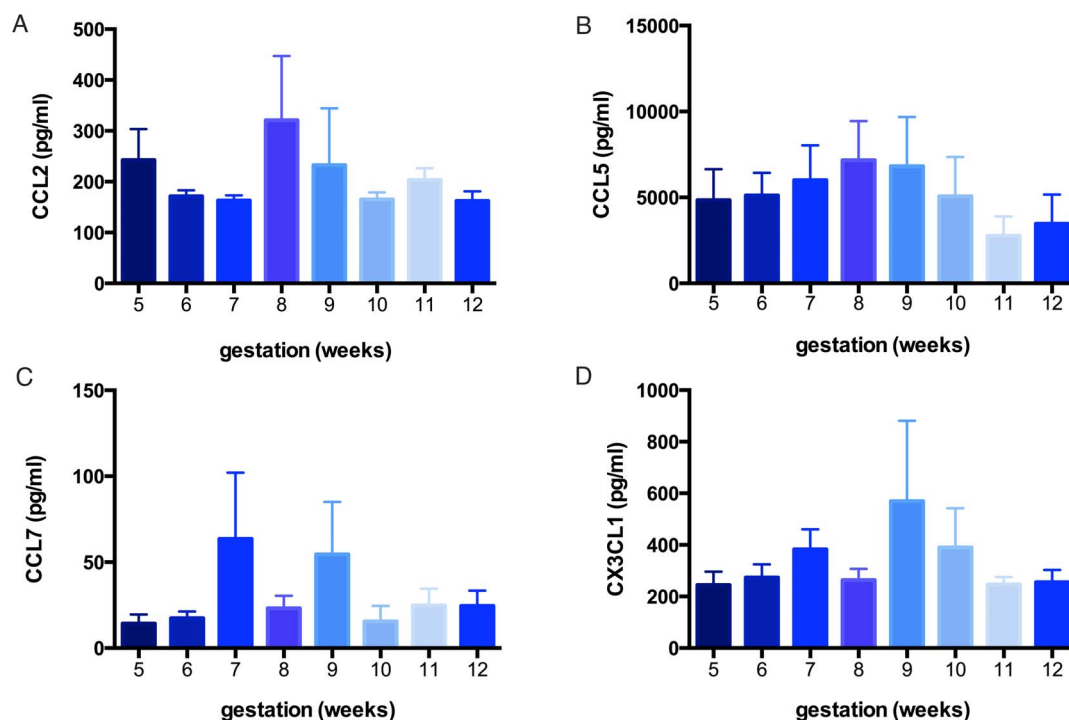 A
CCL2 (pg/ml)
500
400
300
200
100
0
5 6 7 8 9 10 11 12
gestation (weeks)
B
CCL5 (pg/ml)
15000
10000
5000
0
5 6 7 8 9 10 11 12
gestation (weeks)
C
CCL7 (pg/ml)
150
100
50
0
5 6 7 8 9 10 11 12
gestation (weeks)
D
CX3CL1 (pg/ml)
1000
800
600
400
200
0
5 6 7 8 9 10 11 12
gestation (weeks)